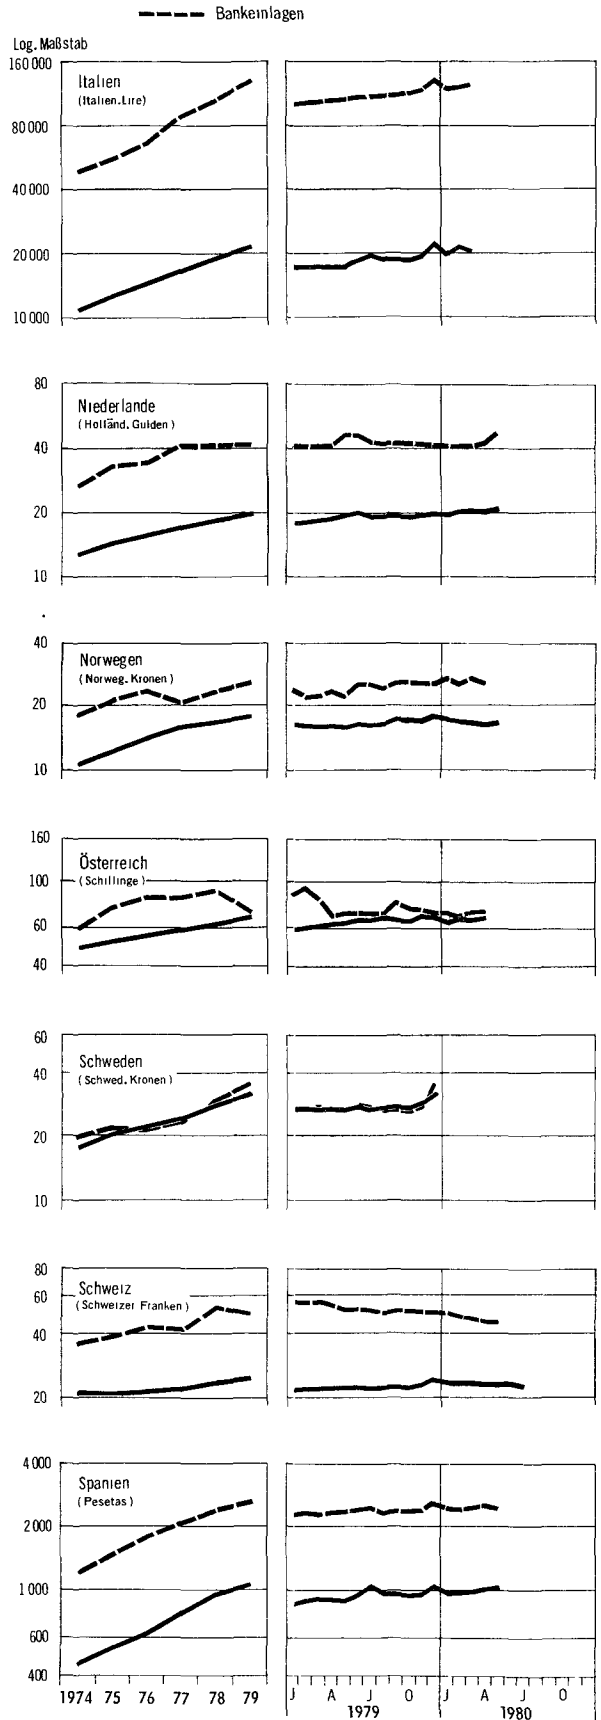 Bankeinlagen
Log. Maßstab
160 000
Italien
(Italien. Lire)
80 000
40 000
20 000
10 000
80
Niederlande
(Holländ. Gulden)
40
20
10
40
Norwegen
(Norweg. Kronen)
20
10
160
Österreich
100
(Schillinge)
60
40
60
Schweden
40
(Schwed. Kronen)
20
10
80
Schweiz
60
(Schweizer Franken)
40
20
4 000
Spanien
(Pesetas)
2 000
1 000
600
400
1974 75 76 77 78 79 J A J O J A J O
1979 1980